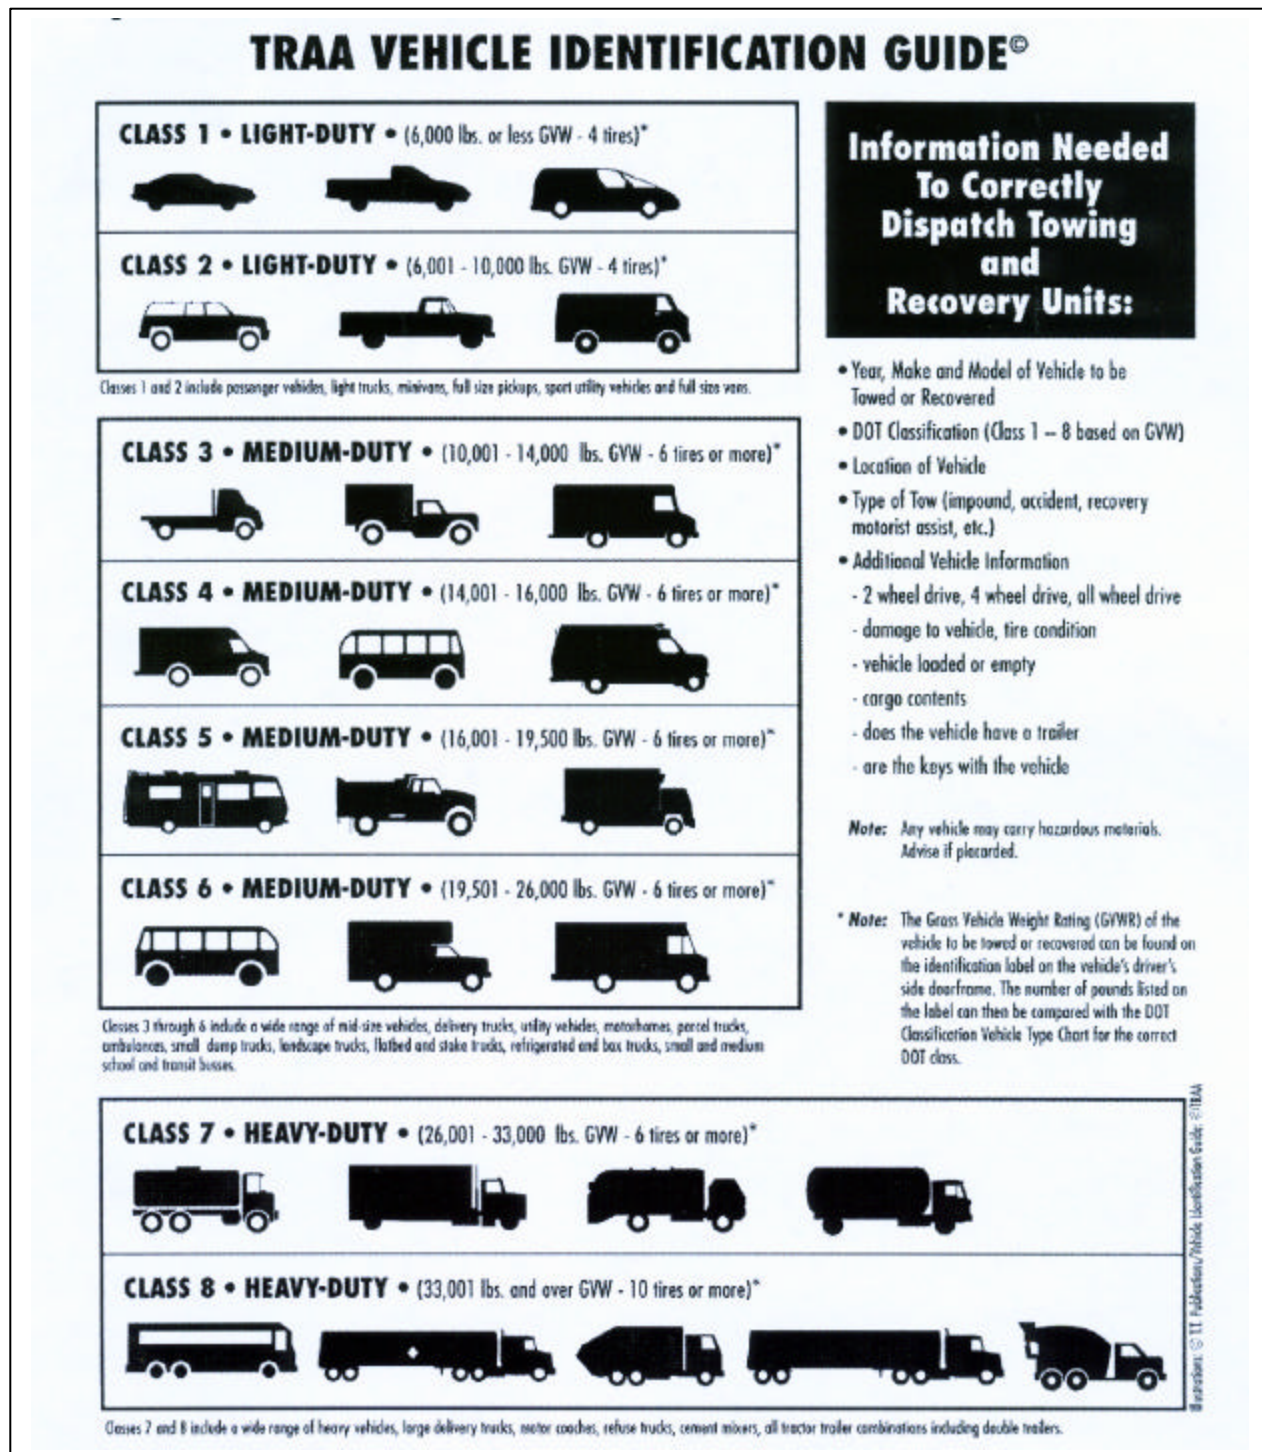 TRAA VEHICLE IDENTIFICATION GUIDE©
CLASS 1 • LIGHT-DUTY • (6,000 lbs. or less GVW - 4 tires)*
CLASS 2 • LIGHT-DUTY • (6,001 - 10,000 lbs. GVW - 4 tires)*
Classes 1 and 2 include passenger vehicles, light trucks, minivans, full size pickups, sport utility vehicles and full size vans.
CLASS 3 • MEDIUM-DUTY • (10,001 - 14,000 lbs. GVW - 6 tires or more)*
CLASS 4 • MEDIUM-DUTY • (14,001 - 16,000 lbs. GVW - 6 tires or more)*
CLASS 5 • MEDIUM-DUTY • (16,001 - 19,500 lbs. GVW - 6 tires or more)*
CLASS 6 • MEDIUM-DUTY • (19,501 - 26,000 lbs. GVW - 6 tires or more)*
Classes 3 through 6 include a wide range of mid-size vehicles, delivery trucks, utility vehicles, motorhomes, parcel trucks,
ambulances, small dump trucks, landscape trucks, flatbed and stake trucks, refrigerated and box trucks, small and medium
school and transit busses.
Information Needed
To Correctly
Dispatch Towing
and
Recovery Units:
• Year, Make and Model of Vehicle to be
Towed or Recovered
• DOT Classification (Class 1 – 8 based on GVW)
• Location of Vehicle
• Type of Tow (impound, accident, recovery
motorist assist, etc.)
• Additional Vehicle Information
- 2 wheel drive, 4 wheel drive, all wheel drive
- damage to vehicle, tire condition
- vehicle loaded or empty
- cargo contents
- does the vehicle have a trailer
- are the keys with the vehicle
Note: Any vehicle may carry hazardous materials.
Advise if placarded.
* Note: The Gross Vehicle Weight Rating (GVWR) of the
vehicle to be towed or recovered can be found on
the identification label on the vehicle's driver's
side doorframe. The number of pounds listed on
the label can then be compared with the DOT
Classification Vehicle Type Chart for the correct
DOT class.
CLASS 7 • HEAVY-DUTY • (26,001 - 33,000 lbs. GVW - 6 tires or more)*
CLASS 8 • HEAVY-DUTY • (33,001 lbs. and over GVW - 10 tires or more)*
Classes 7 and 8 include a wide range of heavy vehicles, large delivery trucks, motor coaches, refuse trucks, cement mixers, all tractor trailer combinations including double trailers.
Illustrations: © T.T. Publications/Vehicle Identification Guide: ©TRAA